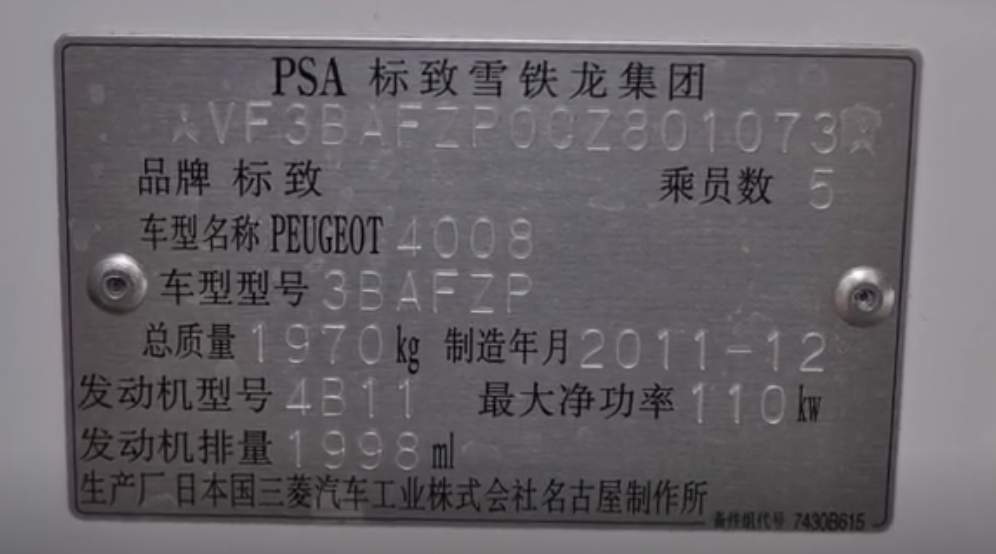 PSA 标致雪铁龙集团
☆VF3BAFZP0CZ801073☆
品牌 标致 乘员数 5
车型名称 PEUGEOT 4008
车型型号 3BAFZP
总质量 1970 kg 制造年月 2011-12
发动机型号 4B11 最大净功率 110 kw
发动机排量 1998 ml
生产厂 日本国三菱汽车工业株式会社名古屋制作所
备件组代号 7430B615